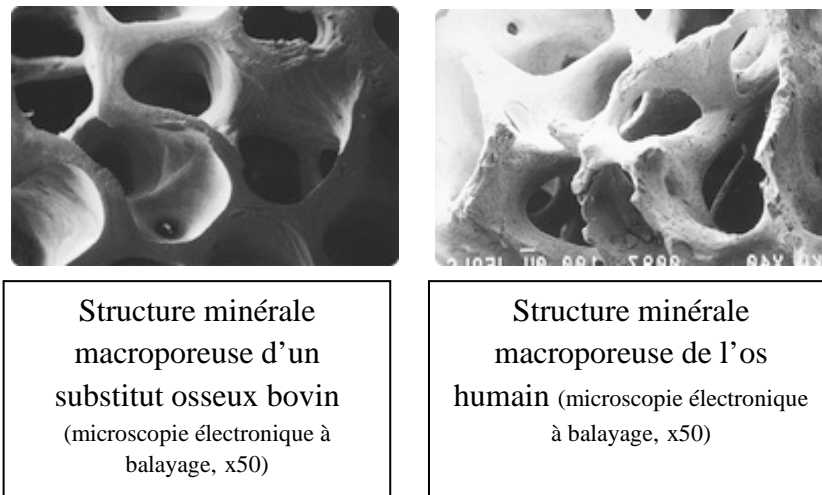 Structure minérale
macroporeuse d’un
substitut osseux bovin
(microscopie électronique à
balayage, x50)
Structure minérale
macroporeuse de l’os
humain (microscopie électronique
à balayage, x50)